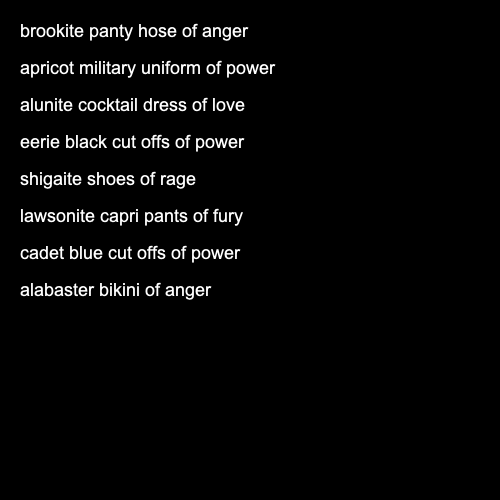 brookite panty hose of anger
apricot military uniform of power
alunite cocktail dress of love
eerie black cut offs of power
shigaite shoes of rage
lawsonite capri pants of fury
cadet blue cut offs of power
alabaster bikini of anger